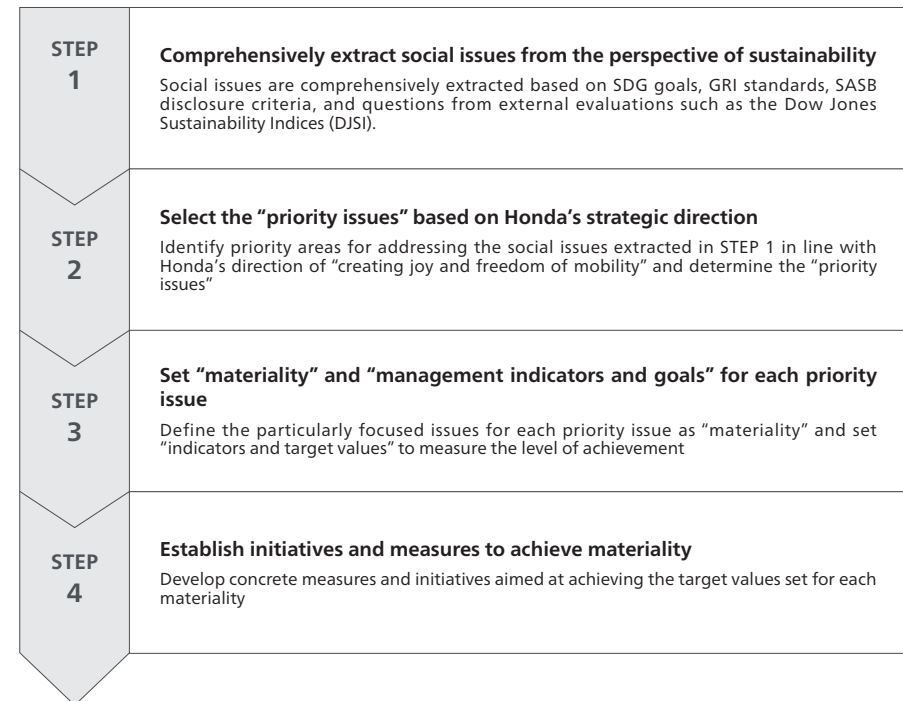 STEP
1
Comprehensively extract social issues from the perspective of sustainability
Social issues are comprehensively extracted based on SDG goals, GRI standards, SASB
disclosure criteria, and questions from external evaluations such as the Dow Jones
Sustainability Indices (DJSI).
STEP
2
Select the “priority issues” based on Honda’s strategic direction
Identify priority areas for addressing the social issues extracted in STEP 1 in line with
Honda’s direction of “creating joy and freedom of mobility” and determine the “priority
issues”
STEP
3
Set “materiality” and “management indicators and goals” for each priority
issue
Define the particularly focused issues for each priority issue as “materiality” and set
“indicators and target values” to measure the level of achievement
STEP
4
Establish initiatives and measures to achieve materiality
Develop concrete measures and initiatives aimed at achieving the target values set for each
materiality